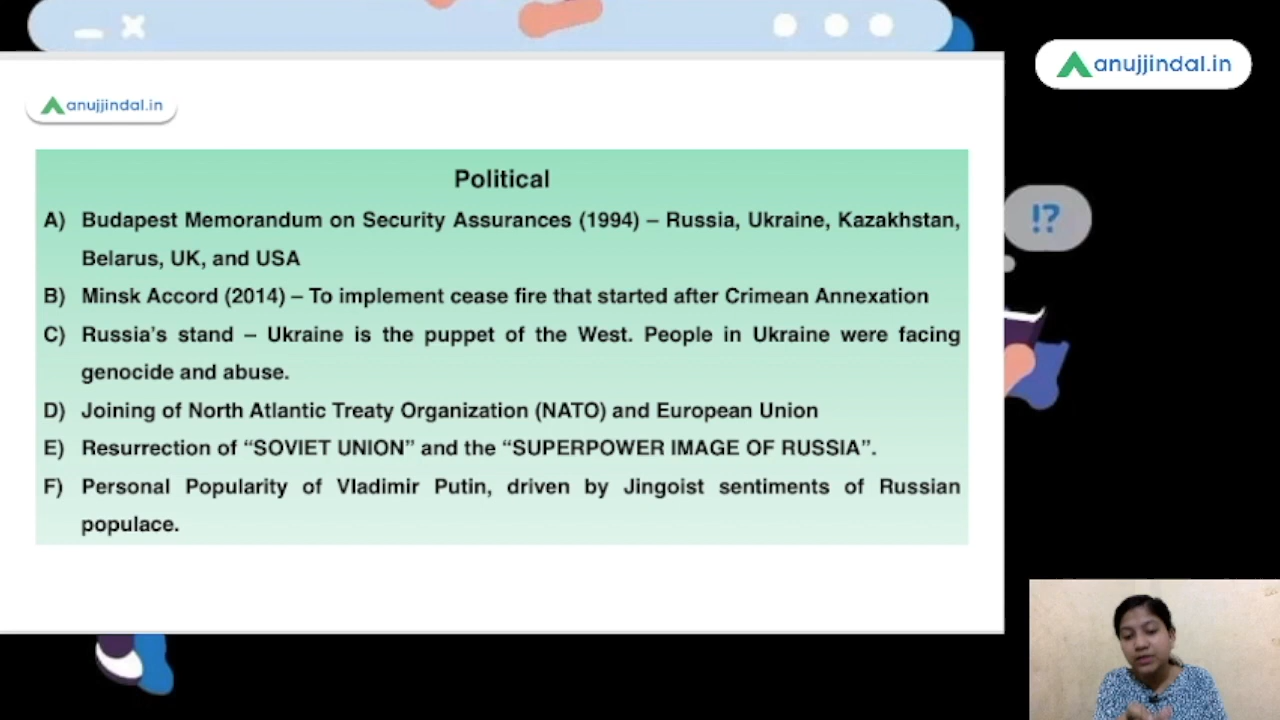 anujjindal.in
anujjindal.in
Political
A) Budapest Memorandum on Security Assurances (1994) – Russia, Ukraine, Kazakhstan,
Belarus, UK, and USA
B) Minsk Accord (2014) – To implement cease fire that started after Crimean Annexation
C) Russia's stand – Ukraine is the puppet of the West. People in Ukraine were facing
genocide and abuse.
D) Joining of North Atlantic Treaty Organization (NATO) and European Union
E) Resurrection of “SOVIET UNION” and the “SUPERPOWER IMAGE OF RUSSIA”.
F) Personal Popularity of Vladimir Putin, driven by Jingoist sentiments of Russian
populace.
!?